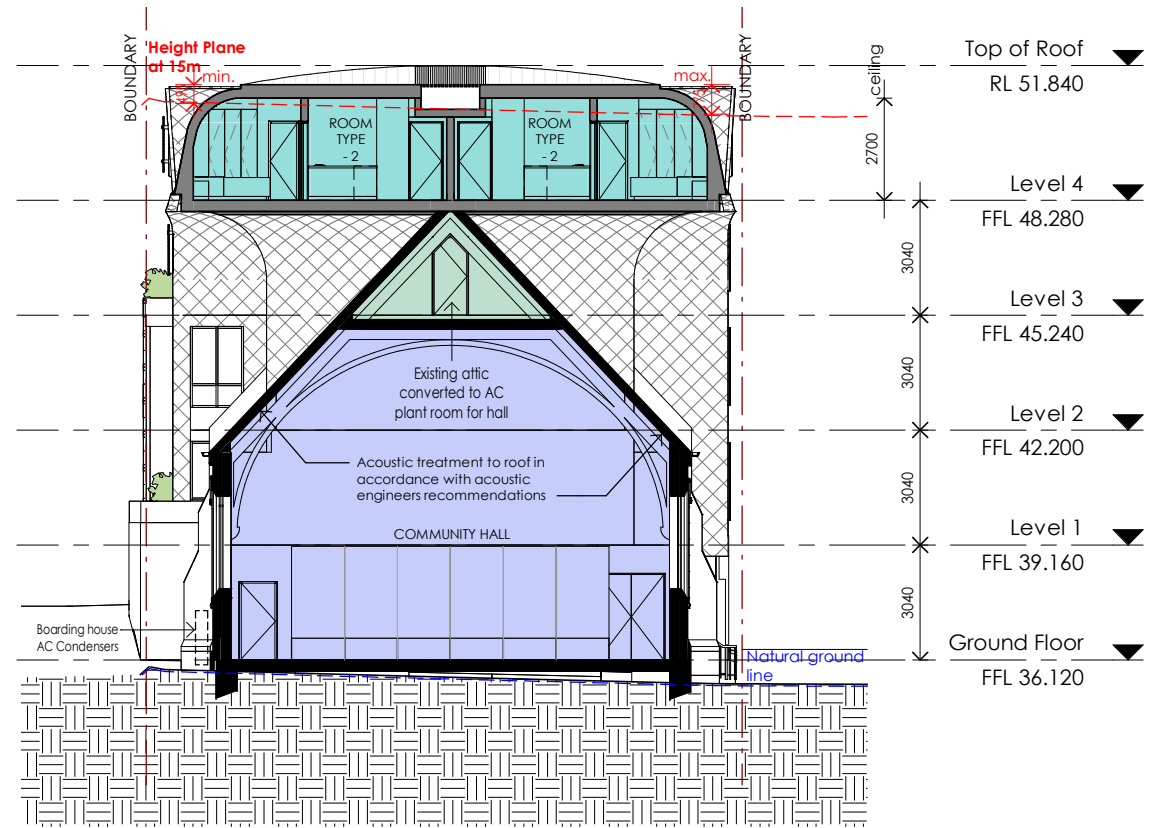 BOUNDARY
Height Plane
at 15m
min.
max.
BOUNDARY
ceiling
2700
Top of Roof
RL 51.840
ROOM
TYPE
- 2
ROOM
TYPE
- 2
Level 4
FFL 48.280
3040
Level 3
FFL 45.240
3040
Existing attic
converted to AC
plant room for hall
Level 2
FFL 42.200
3040
Acoustic treatment to roof in
accordance with acoustic
engineers recommendations
COMMUNITY HALL
Level 1
FFL 39.160
3040
Boarding house
AC Condensers
Natural ground
line
Ground Floor
FFL 36.120